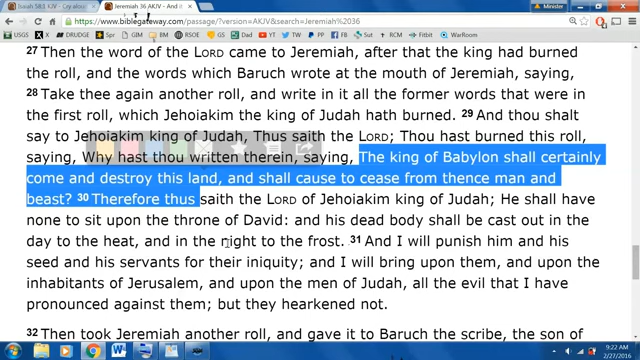 Isaiah 58:1 KJV - Cry alou
Jeremiah 36 AKJV - And it
Minister
https://www.biblegateway.com/passage/?version=AKJV&search=Jeremiah%2036
27 Then the word of the LORD came to Jeremiah, after that the king had burned
the roll, and the words which Baruch wrote at the mouth of Jeremiah, saying,
28 Take thee again another roll, and write in it all the former words that were in
the first roll, which Jehoiakim the king of Judah hath burned. 29 And thou shalt
say to Jehoiakim king of Judah, Thus saith the LORD; Thou hast burned this roll,
saying, Why hast thou written therein, saying, The king of Babylon shall certainly
come and destroy this land, and shall cause to cease from thence man and
beast? 30 Therefore thus saith the LORD of Jehoiakim king of Judah; He shall have
none to sit upon the throne of David: and his dead body shall be cast out in the
day to the heat, and in the night to the frost. 31 And I will punish him and his
seed and his servants for their iniquity; and I will bring upon them, and upon the
inhabitants of Jerusalem, and upon the men of Judah, all the evil that I have
pronounced against them; but they hearkened not.
32 Then took Jeremiah another roll, and gave it to Baruch the scribe, the son of
9:22 AM
2/27/2016